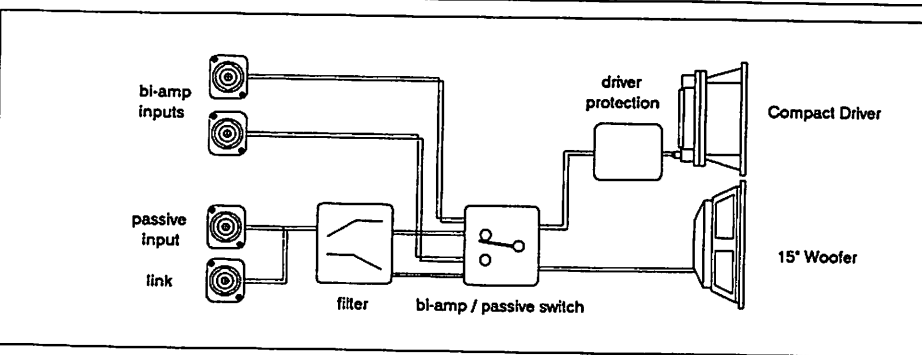 bi-amp
inputs
driver
protection
Compact Driver
passive
input
link
filter
bi-amp / passive switch
15" Woofer